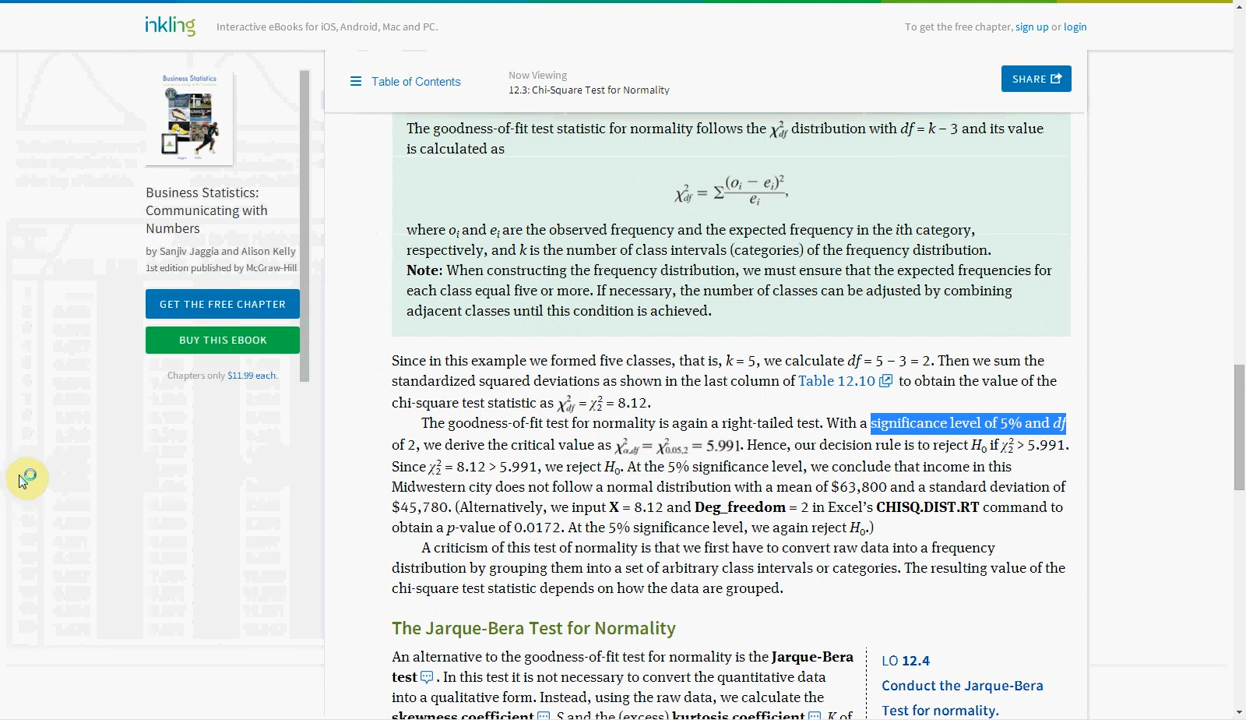 inkling
Interactive eBooks for iOS, Android, Mac and PC.
To get the free chapter, sign up or login
Business Statistics
Business Statistics:
Communicating with
Numbers
by Sanjiv Jaggia and Alison Kelly
1st edition published by McGraw-Hill
GET THE FREE CHAPTER
BUY THIS EBOOK
Chapters only $11.99 each.
Table of Contents
Now Viewing
12.3: Chi-Square Test for Normality
SHARE
The goodness-of-fit test statistic for normality follows the χ²df distribution with df = k − 3 and its value
is calculated as
χ²df = Σ(oi − ei)²/ei,
where oi and ei are the observed frequency and the expected frequency in the ith category,
respectively, and k is the number of class intervals (categories) of the frequency distribution.
Note: When constructing the frequency distribution, we must ensure that the expected frequencies for
each class equal five or more. If necessary, the number of classes can be adjusted by combining
adjacent classes until this condition is achieved.
Since in this example we formed five classes, that is, k = 5, we calculate df = 5 − 3 = 2. Then we sum the
standardized squared deviations as shown in the last column of Table 12.10 to obtain the value of the
chi-square test statistic as χ²df = χ²2 = 8.12.
The goodness-of-fit test for normality is again a right-tailed test. With a significance level of 5% and df
of 2, we derive the critical value as χ²α,df = χ²0.05,2 = 5.991. Hence, our decision rule is to reject H0 if χ²2 > 5.991.
Since χ²2 = 8.12 > 5.991, we reject H0. At the 5% significance level, we conclude that income in this
Midwestern city does not follow a normal distribution with a mean of $63,800 and a standard deviation of
$45,780. (Alternatively, we input X = 8.12 and Deg_freedom = 2 in Excel's CHISQ.DIST.RT command to
obtain a p-value of 0.0172. At the 5% significance level, we again reject H0.)
A criticism of this test of normality is that we first have to convert raw data into a frequency
distribution by grouping them into a set of arbitrary class intervals or categories. The resulting value of the
chi-square test statistic depends on how the data are grouped.
The Jarque-Bera Test for Normality
An alternative to the goodness-of-fit test for normality is the Jarque-Bera
test. In this test it is not necessary to convert the quantitative data
into a qualitative form. Instead, using the raw data, we calculate the
skewness coefficient S and the (excess) kurtosis coefficient K of
LO 12.4
Conduct the Jarque-Bera
Test for normality.